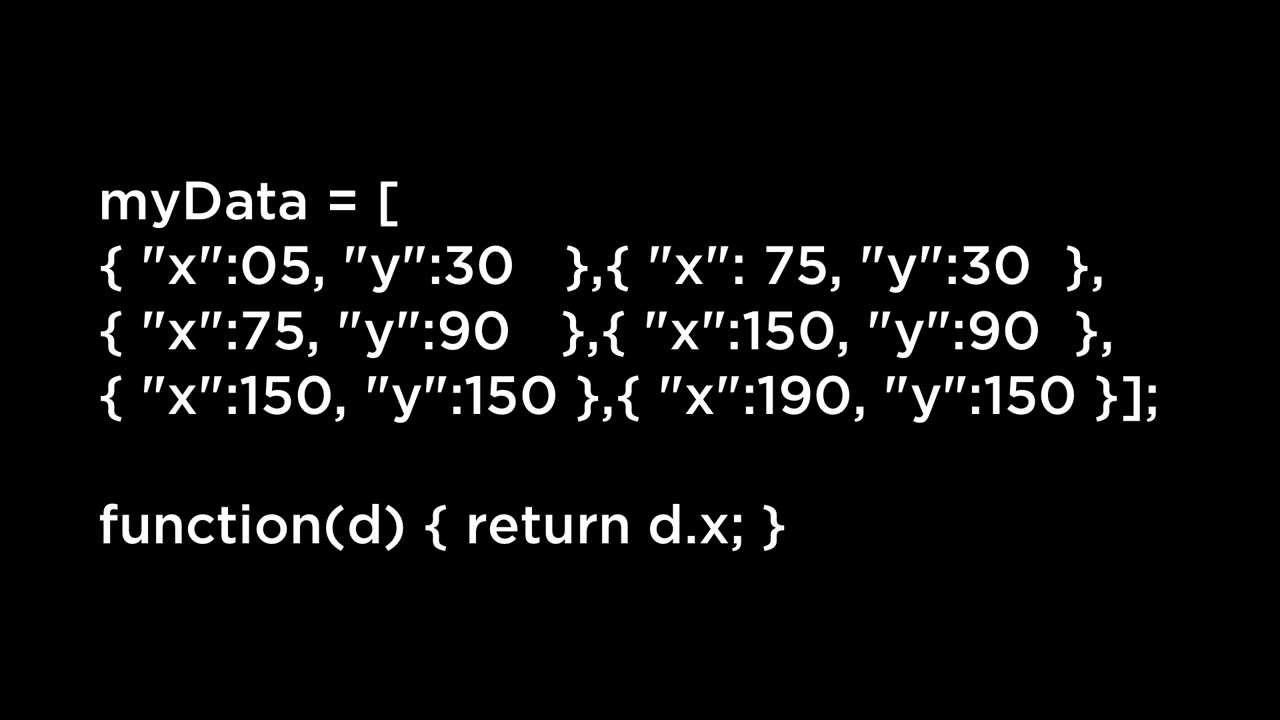 myData = [
{ "x":05, "y":30   },{ "x": 75, "y":30  },
{ "x":75, "y":90   },{ "x":150, "y":90  },
{ "x":150, "y":150 },{ "x":190, "y":150 }];
function(d) { return d.x; }